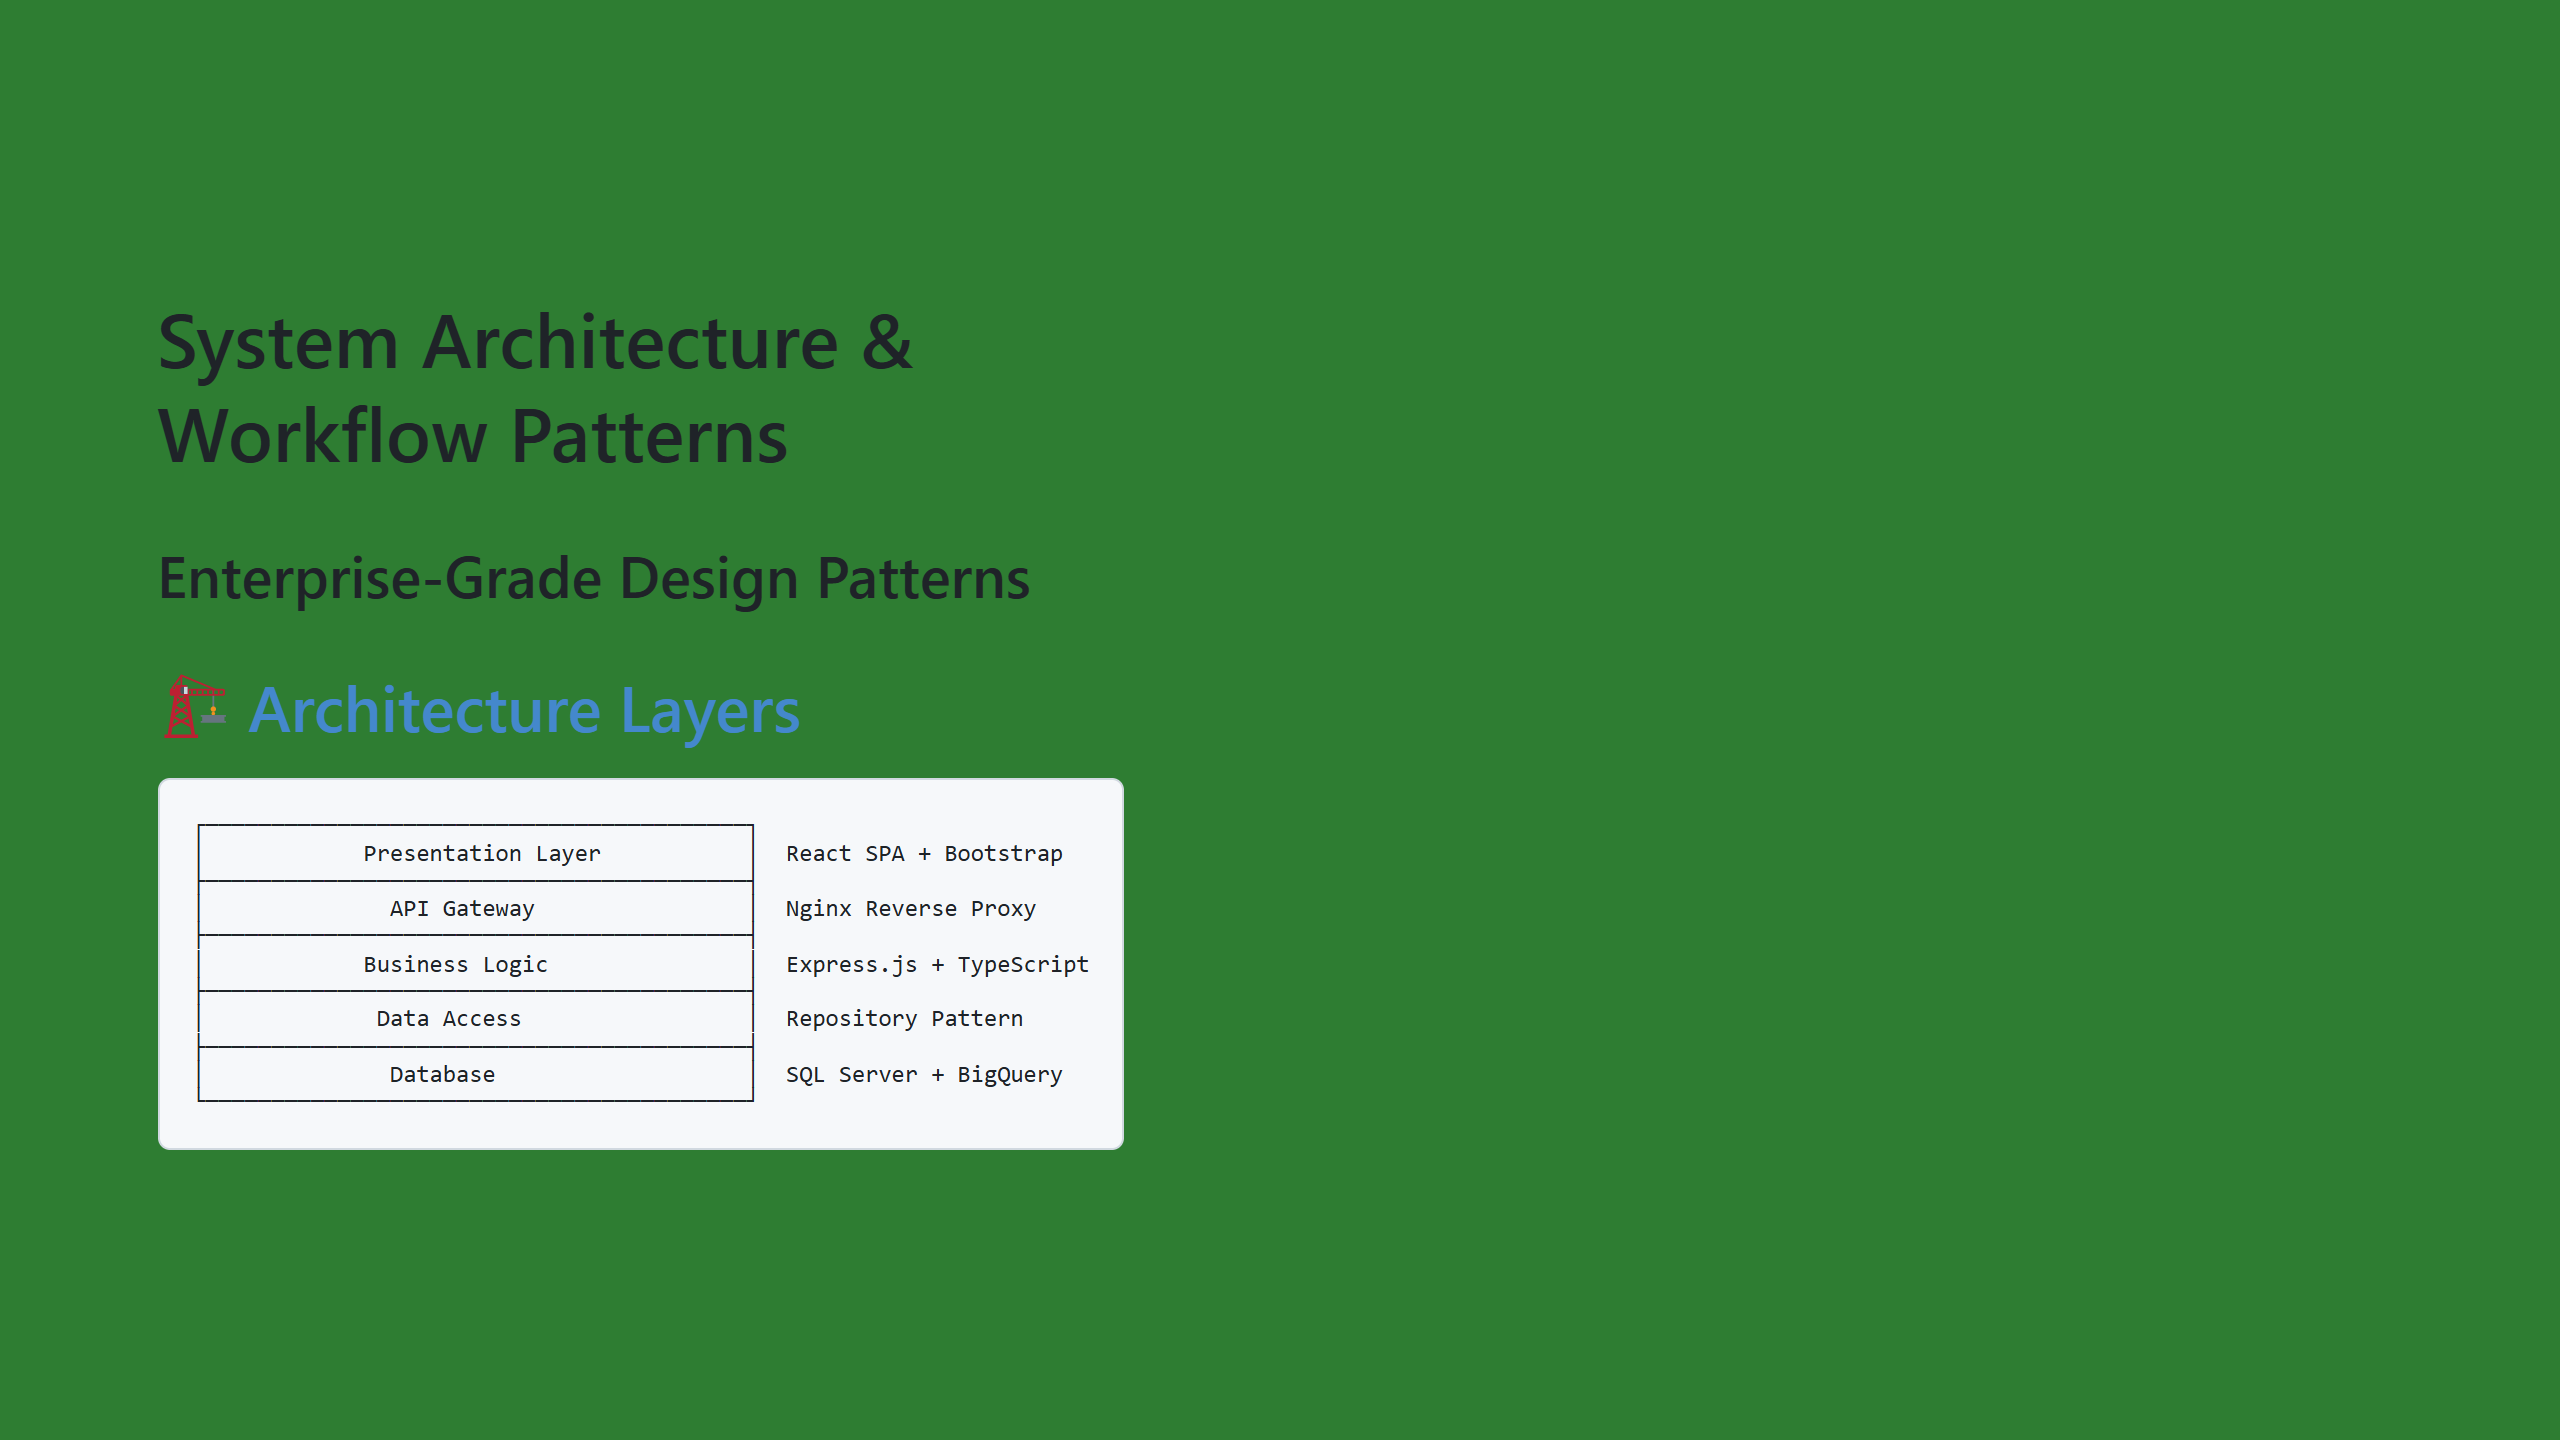 System Architecture &
Workflow Patterns
Enterprise-Grade Design Patterns
🏗️ Architecture Layers
Presentation Layer React SPA + Bootstrap
API Gateway Nginx Reverse Proxy
Business Logic Express.js + TypeScript
Data Access Repository Pattern
Database SQL Server + BigQuery